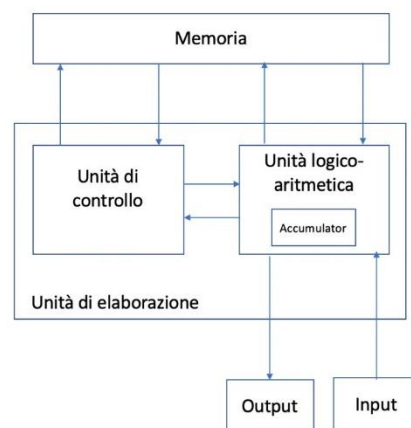 Memoria
Unità di
controllo
Unità logico-
aritmetica
Accumulator
Unità di elaborazione
Output
Input